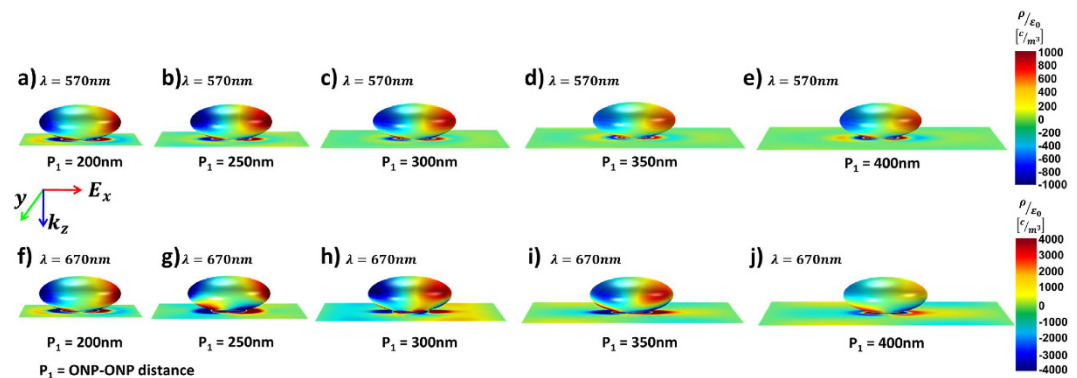 ρ/ε₀
[c/m³]
a) λ = 570nm
b) λ = 570nm
c) λ = 570nm
d) λ = 570nm
e) λ = 570nm
1000
800
600
400
200
0
-200
-400
-600
-800
-1000
P₁ = 200nm
P₁ = 250nm
P₁ = 300nm
P₁ = 350nm
P₁ = 400nm
Eₓ
y
k_z
ρ/ε₀
[c/m³]
f) λ = 670nm
g) λ = 670nm
h) λ = 670nm
i) λ = 670nm
j) λ = 670nm
4000
3000
2000
1000
0
-1000
-2000
-3000
-4000
P₁ = 200nm
P₁ = 250nm
P₁ = 300nm
P₁ = 350nm
P₁ = 400nm
P₁ = ONP-ONP distance